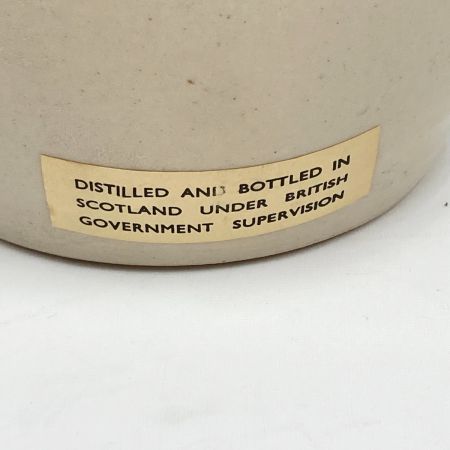 DISTILLED AND BOTTLED IN
SCOTLAND UNDER BRITISH
GOVERNMENT SUPERVISION